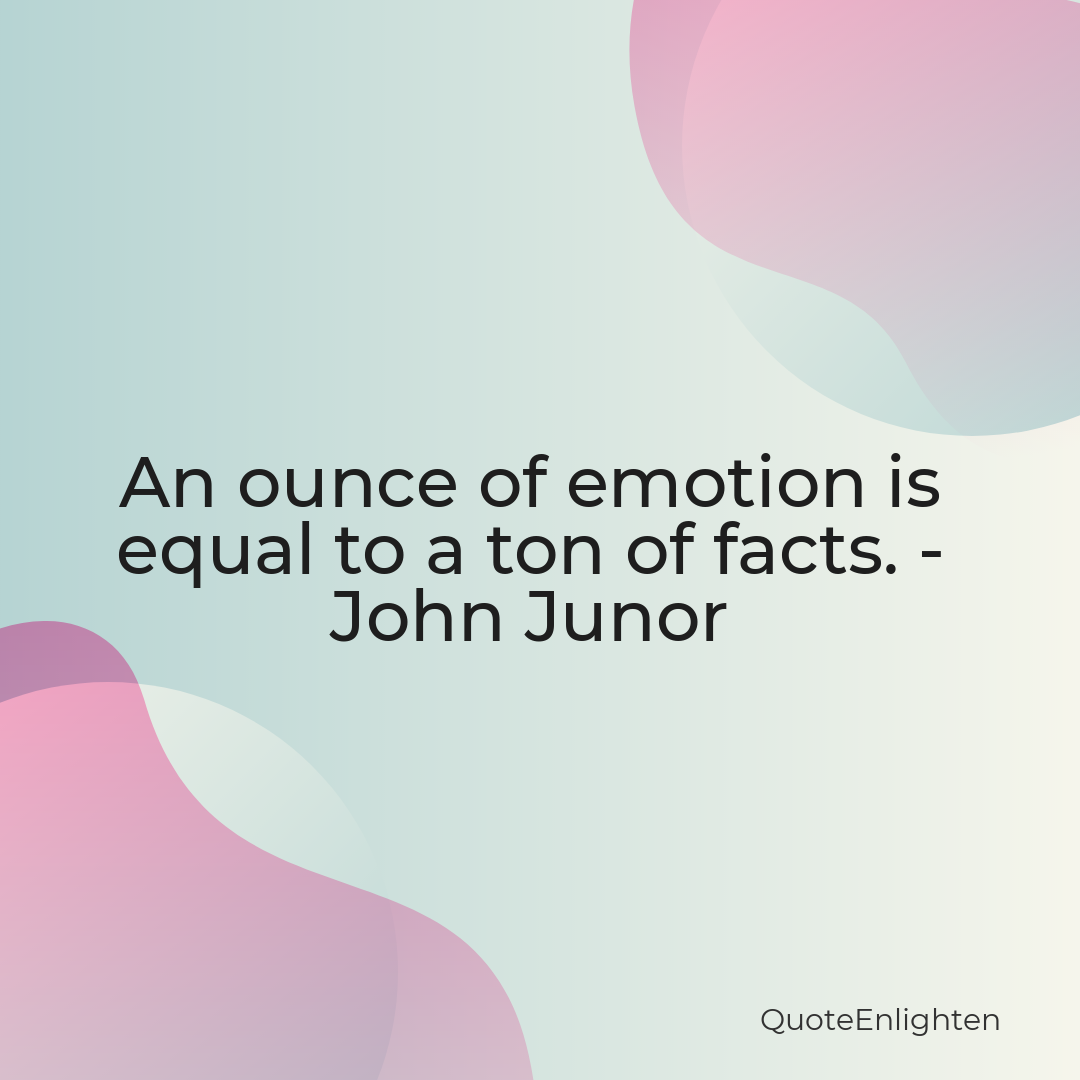 An ounce of emotion is
equal to a ton of facts. -
John Junor
QuoteEnlighten